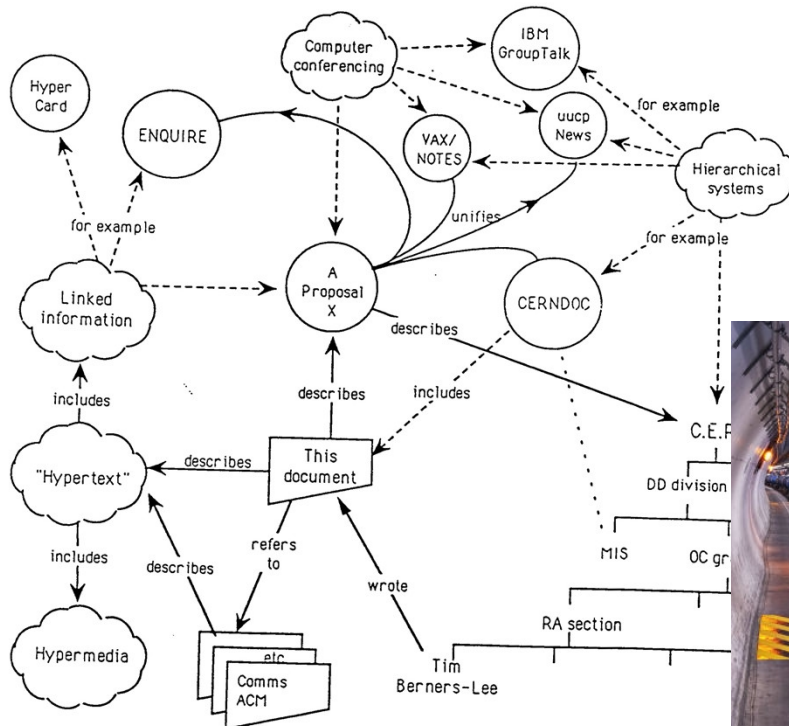 IBM
GroupTalk
Computer
conferencing
Hyper
Card
ENQUIRE
VAX/
NOTES
uucp
News
for example
Hierarchical
systems
unifies
for example
for example
Linked
information
A
Proposal
X
CERNDOC
describes
includes
describes
includes
C.E.R
"Hypertext"
describes
This
document
DD division
refers
to
includes
describes
MIS
OC gr
wrote
RA section
Hypermedia
etc
Comms
ACM
Tim
Berners-Lee